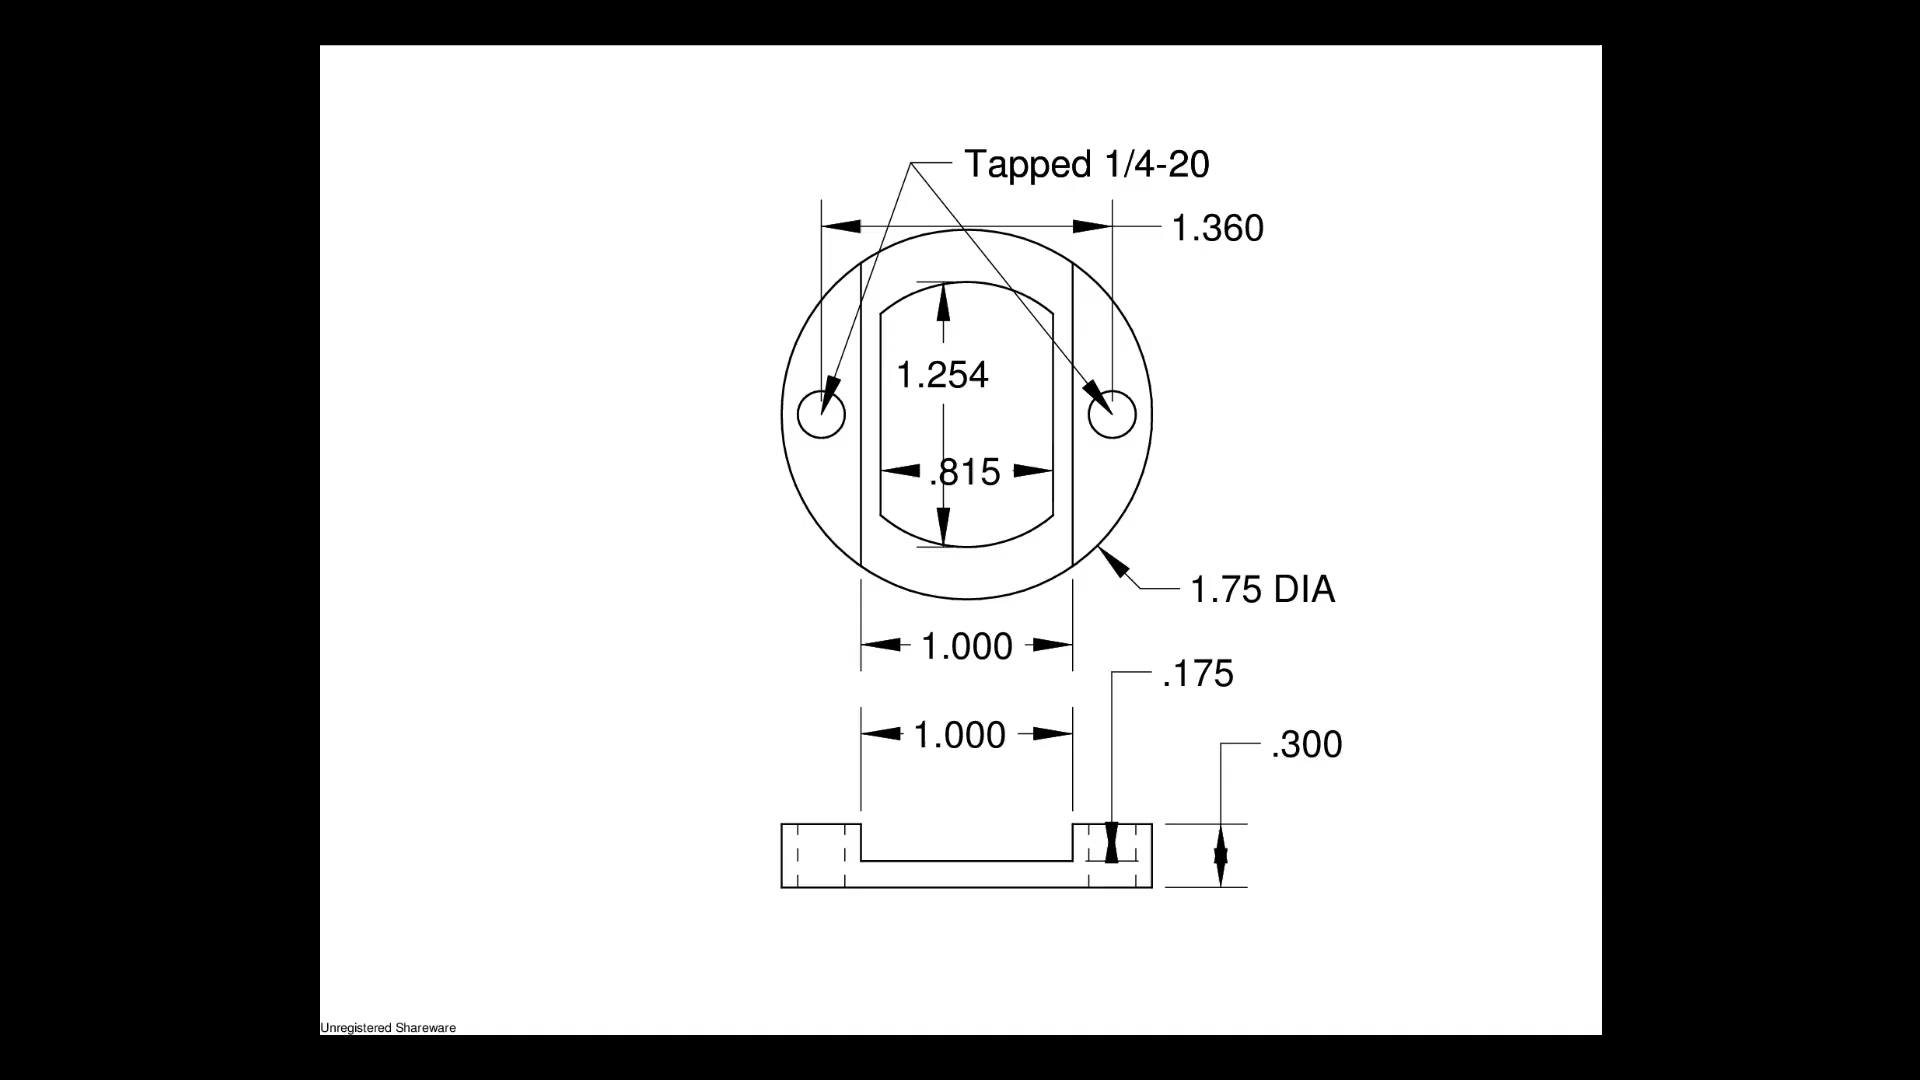 Tapped 1/4-20
1.360
1.254
.815
1.75 DIA
1.000
.175
1.000
.300
Unregistered Shareware